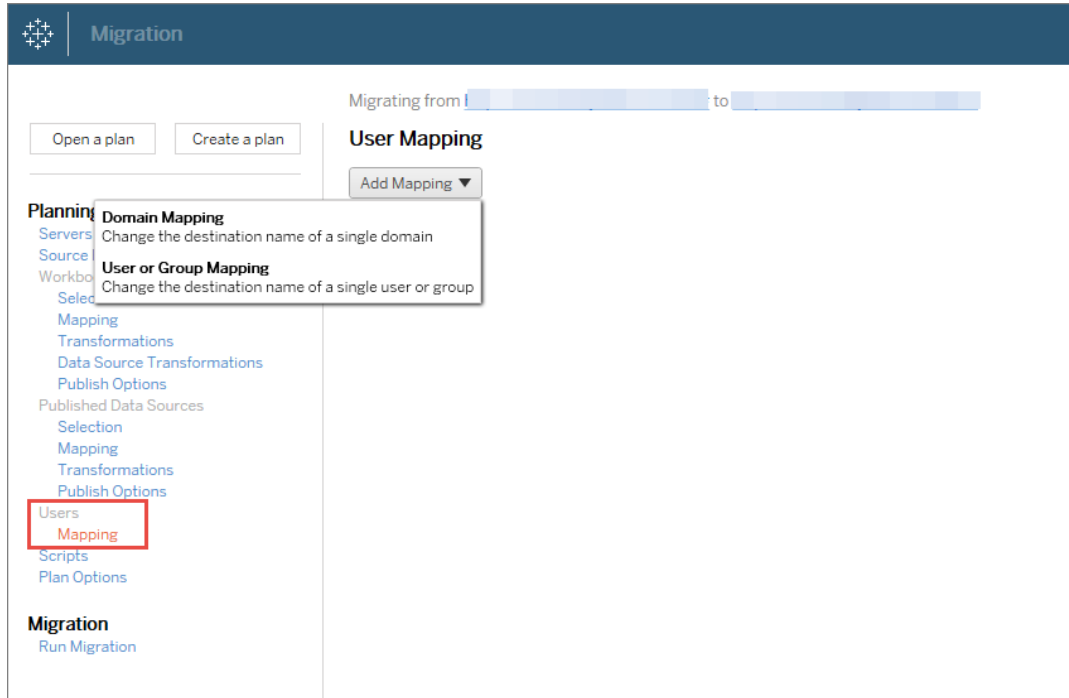 Migration
Migrating from to
Open a plan
Create a plan
User Mapping
Add Mapping ▼
Planning
Domain Mapping
Change the destination name of a single domain
User or Group Mapping
Change the destination name of a single user or group
Servers
Source
Mapping
Transformations
Data Source Transformations
Publish Options
Published Data Sources
Selection
Mapping
Transformations
Publish Options
Users
Mapping
Scripts
Plan Options
Migration
Run Migration